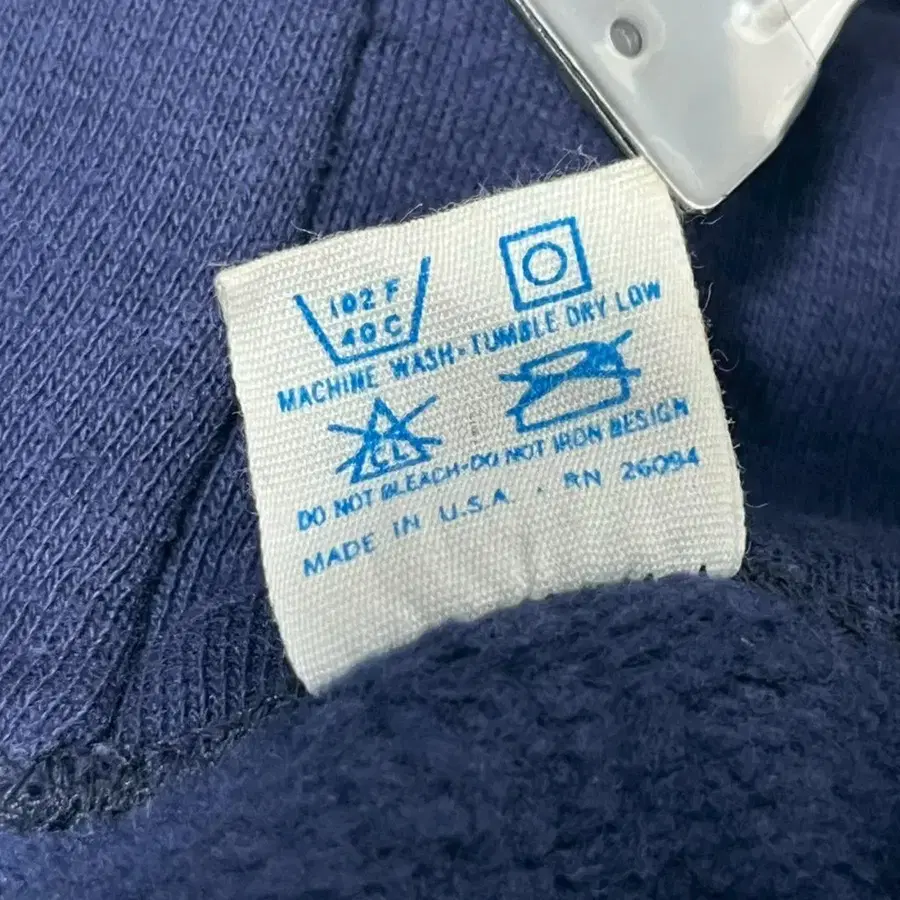 102 F
40 C
MACHINE WASH-TUMBLE DRY LOW
CL
DO NOT BLEACH-DO NOT IRON DESIGN
MADE IN U.S.A. RN 26094